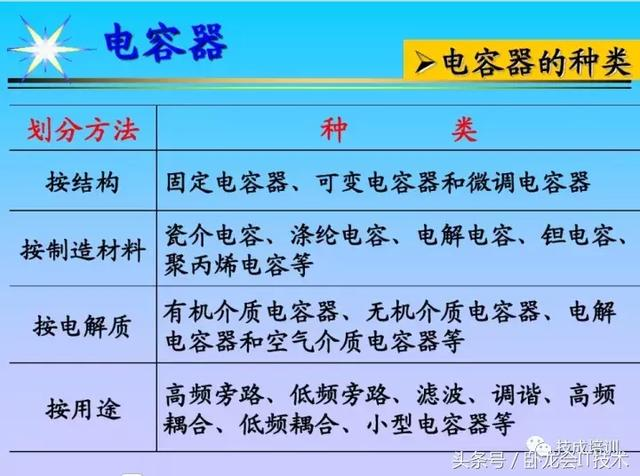 电容器
➢电容器的种类
划分方法 种 类
按结构 固定电容器、可变电容器和微调电容器
按制造材料 瓷介电容、涤纶电容、电解电容、钽电容、
聚丙烯电容等
按电解质 有机介质电容器、无机介质电容器、电解
电容器和空气介质电容器等
按用途 高频旁路、低频旁路、滤波、调谐、高频
耦合、低频耦合、小型电容器等
技成培训
头条号/卧龙会IT技术